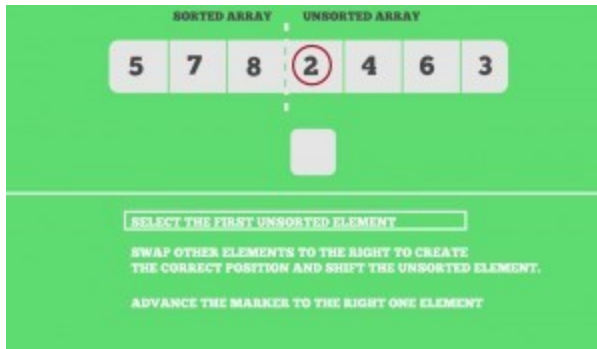 SORTED ARRAY UNSORTED ARRAY
5 7 8 2 4 6 3
SELECT THE FIRST UNSORTED ELEMENT
SWAP OTHER ELEMENTS TO THE RIGHT TO CREATE
THE CORRECT POSITION AND SHIFT THE UNSORTED ELEMENT.
ADVANCE THE MARKER TO THE RIGHT ONE ELEMENT